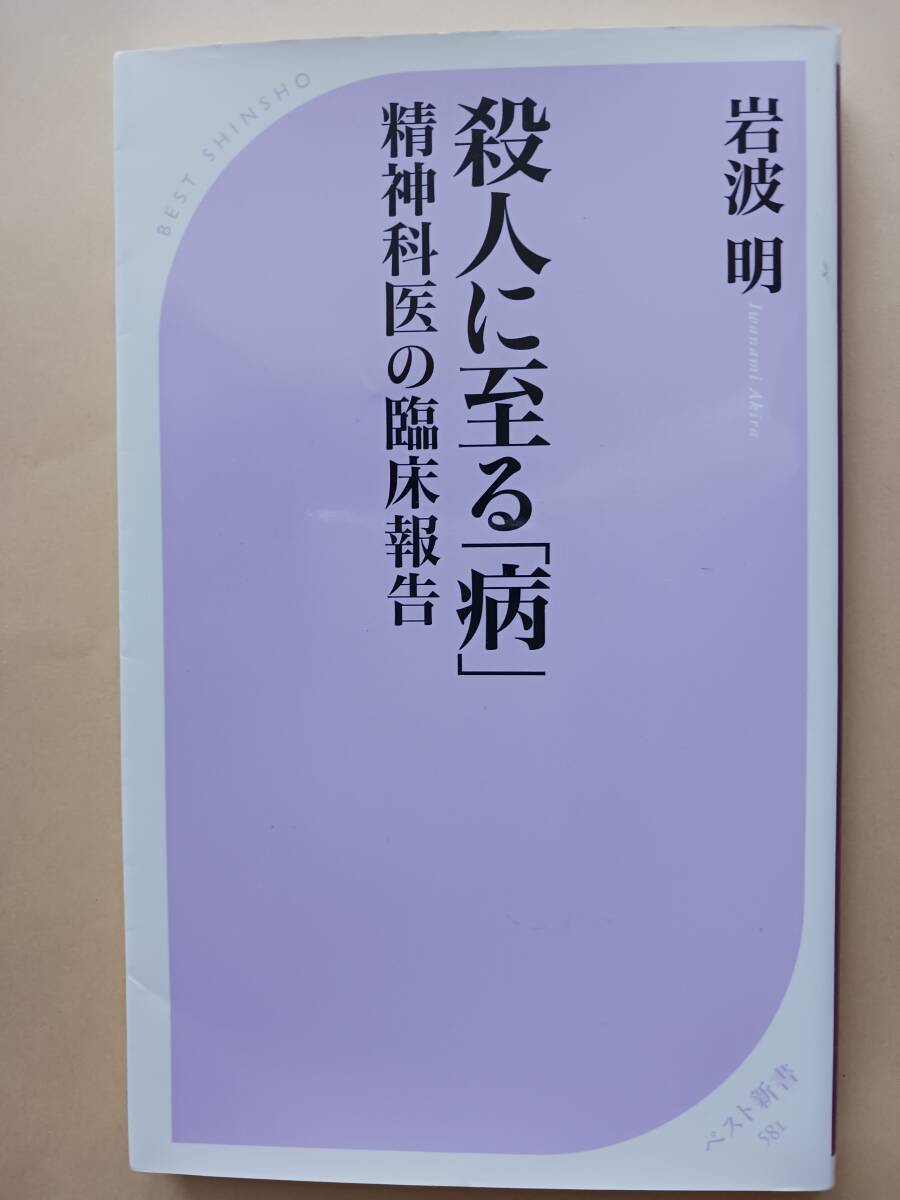 岩波 明
Iwanami Akira
殺人に至る「病」
精神科医の臨床報告
BEST SHINSHO
ベスト新書
581